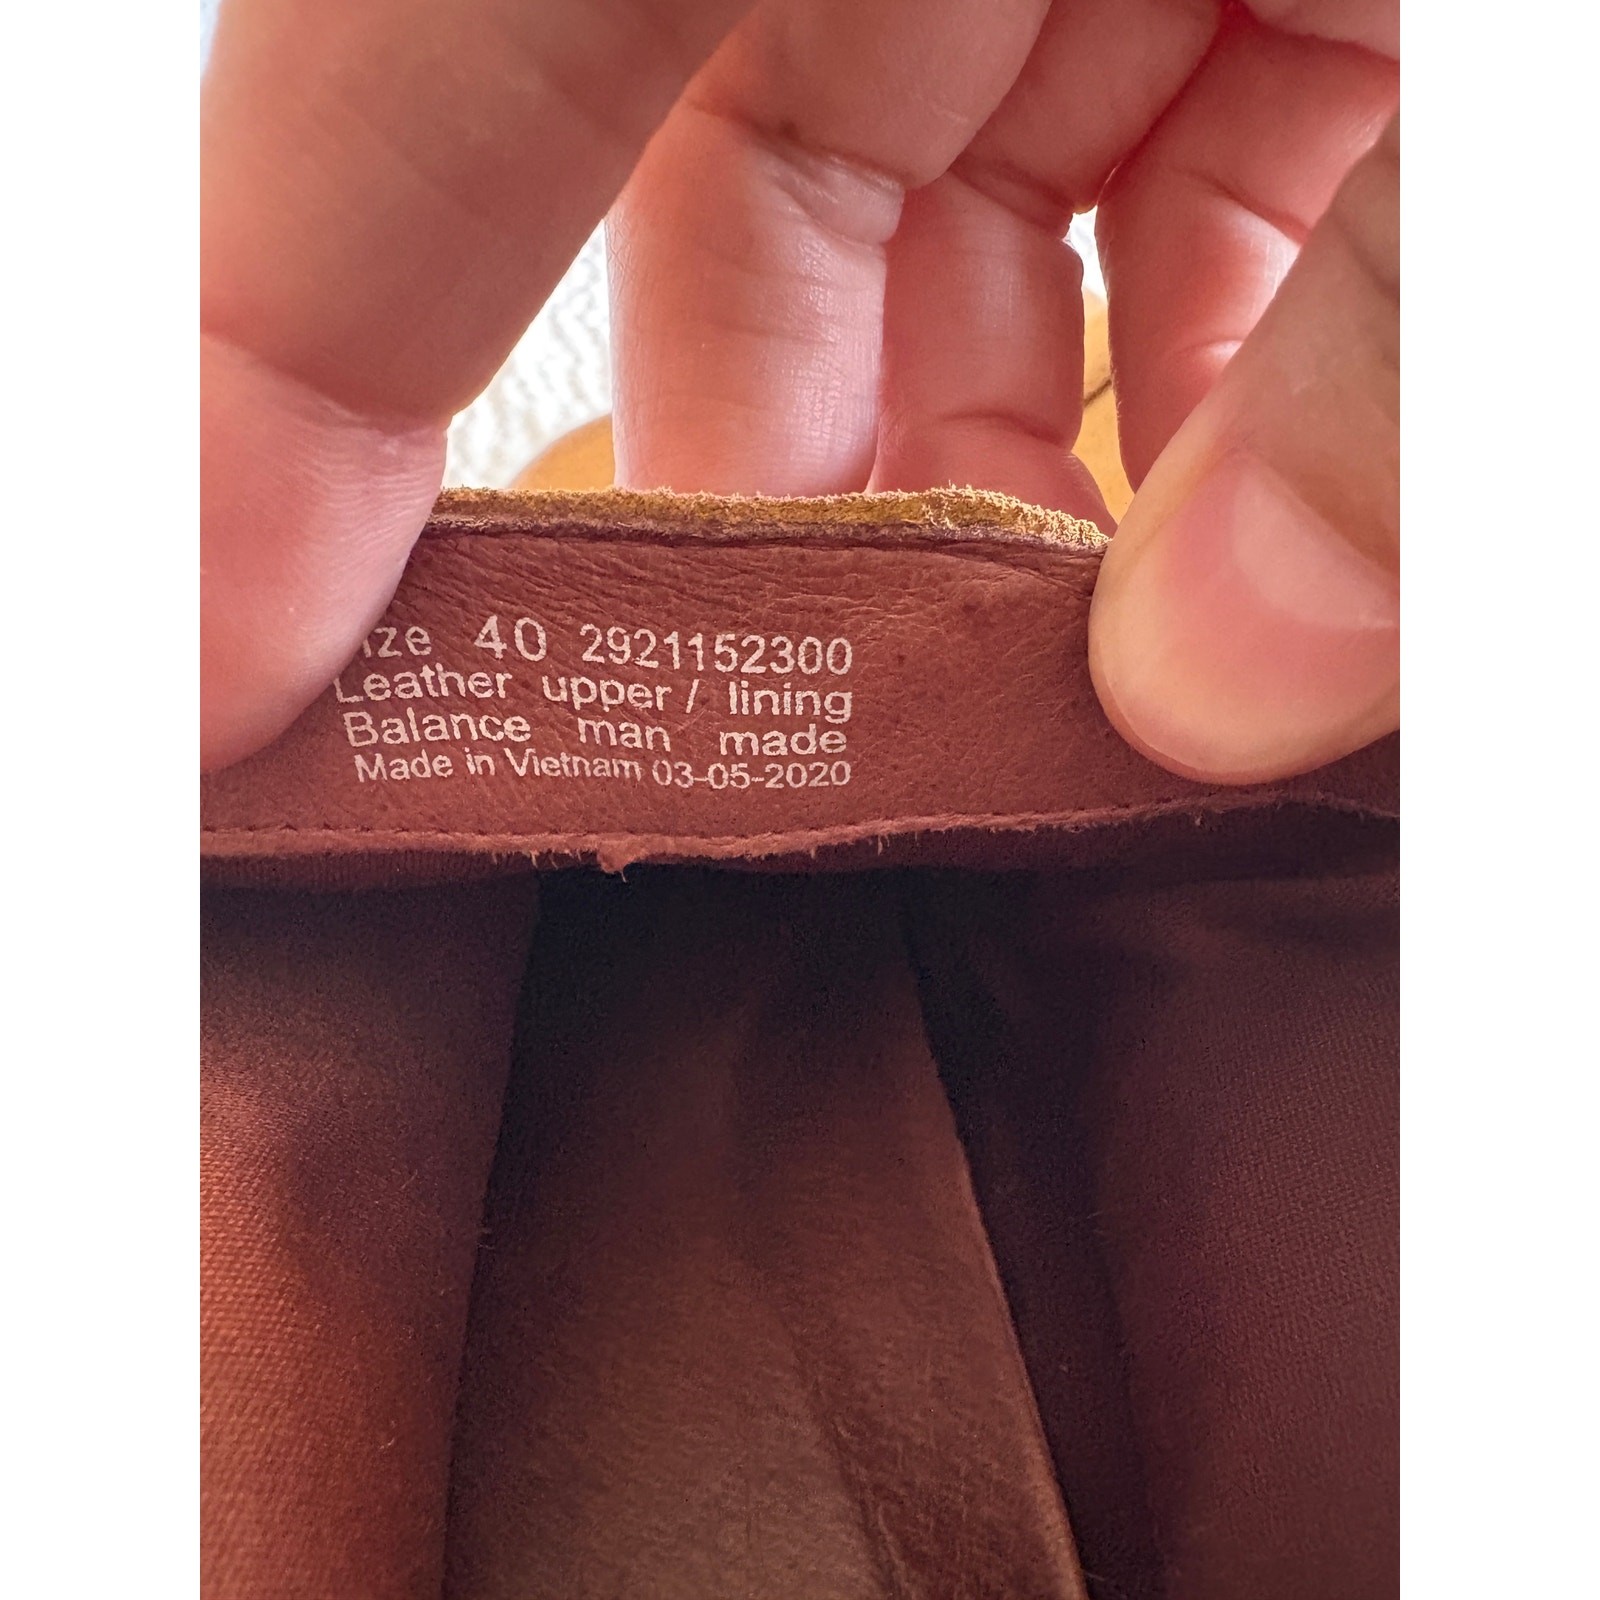 ize 40 2921152300
Leather upper / lining
Balance man made
Made in Vietnam 03-05-2020